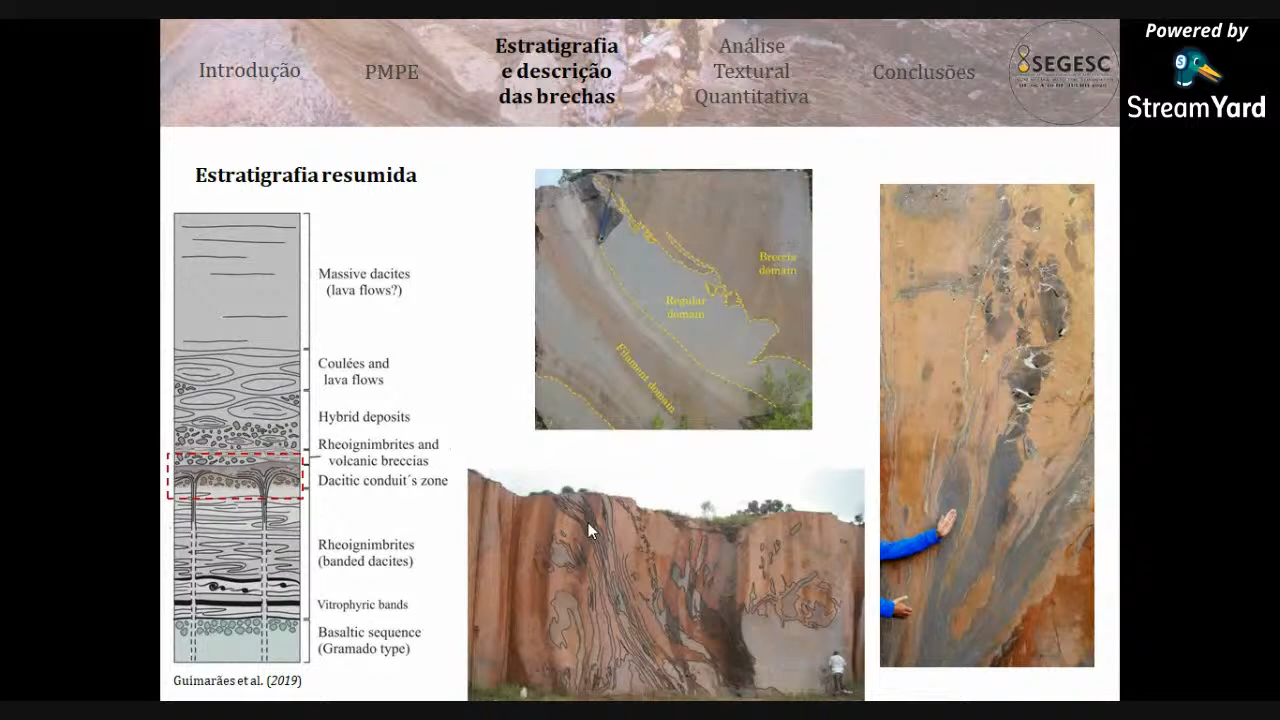 Powered by
StreamYard
Introdução
PMPE
Estratigrafia
e descrição
das brechas
Análise
Textural
Quantitativa
Conclusões
SEGESC
Estratigrafia resumida
Massive dacites
(lava flows?)
Coulées and
lava flows
Hybrid deposits
Rheoignimbrites and
volcanic breccias
Dacitic conduit´s zone
Rheoignimbrites
(banded dacites)
Vitrophyric bands
Basaltic sequence
(Gramado type)
Guimarães et al. (2019)
Breccia
domain
Regular
domain
Filament domain